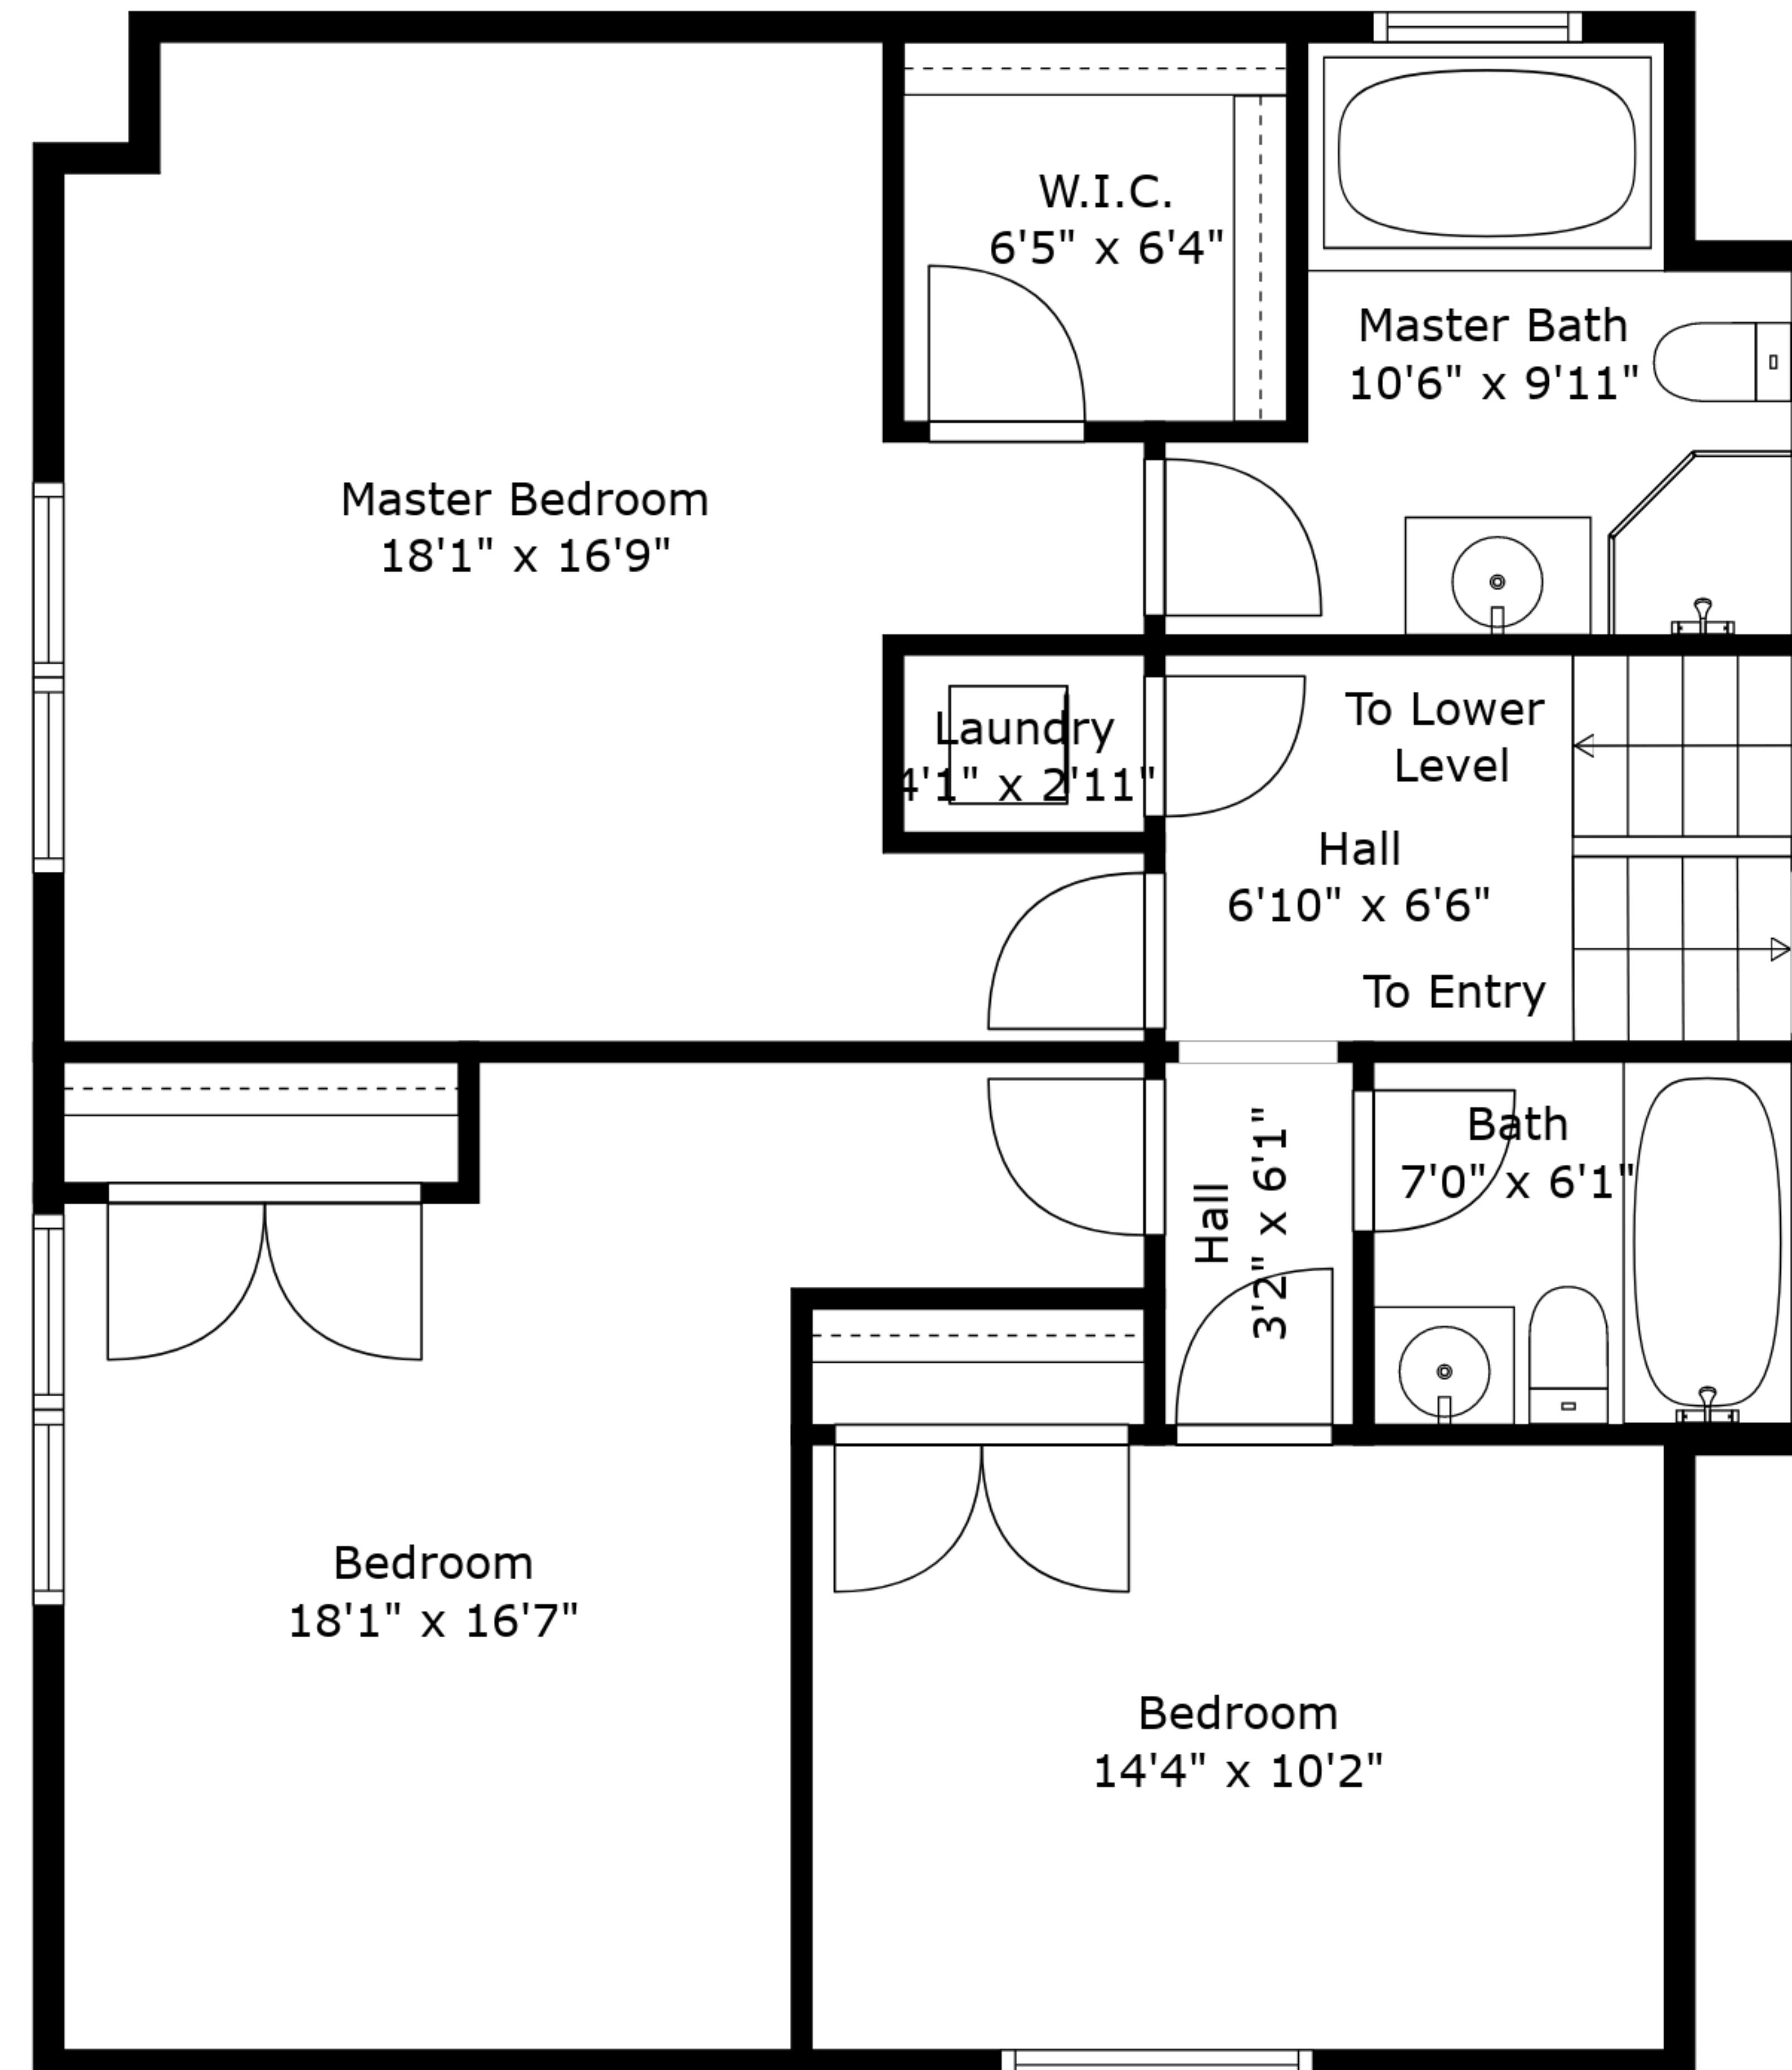 W.I.C.
6'5" x 6'4"
Master Bath
10'6" x 9'11"
Master Bedroom
18'1" x 16'9"
Laundry
4'1" x 2'11"
To Lower
Level
Hall
6'10" x 6'6"
To Entry
Hall
3'2" x 6'1"
Bath
7'0" x 6'1"
Bedroom
18'1" x 16'7"
Bedroom
14'4" x 10'2"